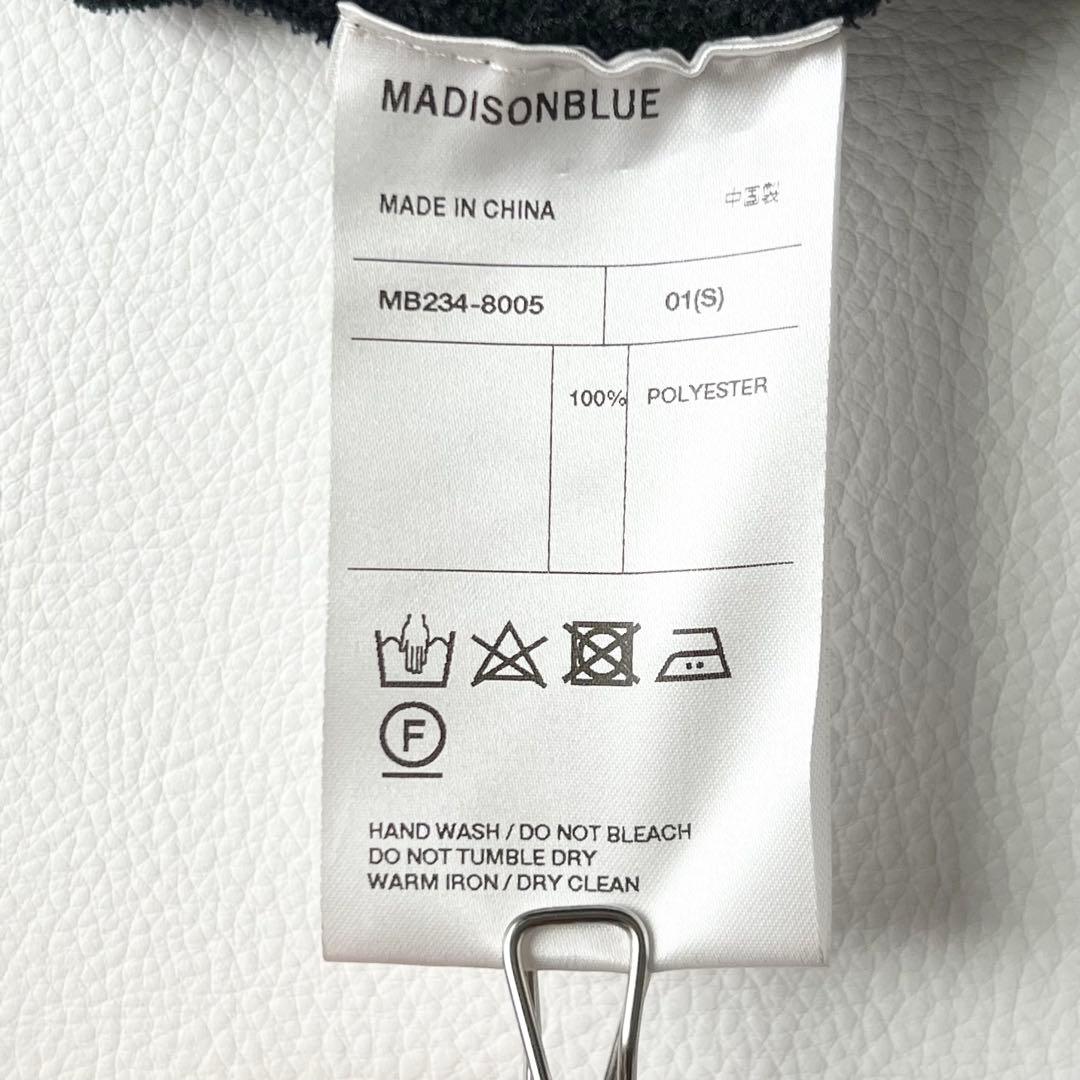 MADISONBLUE
MADE IN CHINA 中国製
MB234-8005 01(S)
100% POLYESTER
F
HAND WASH / DO NOT BLEACH
DO NOT TUMBLE DRY
WARM IRON / DRY CLEAN